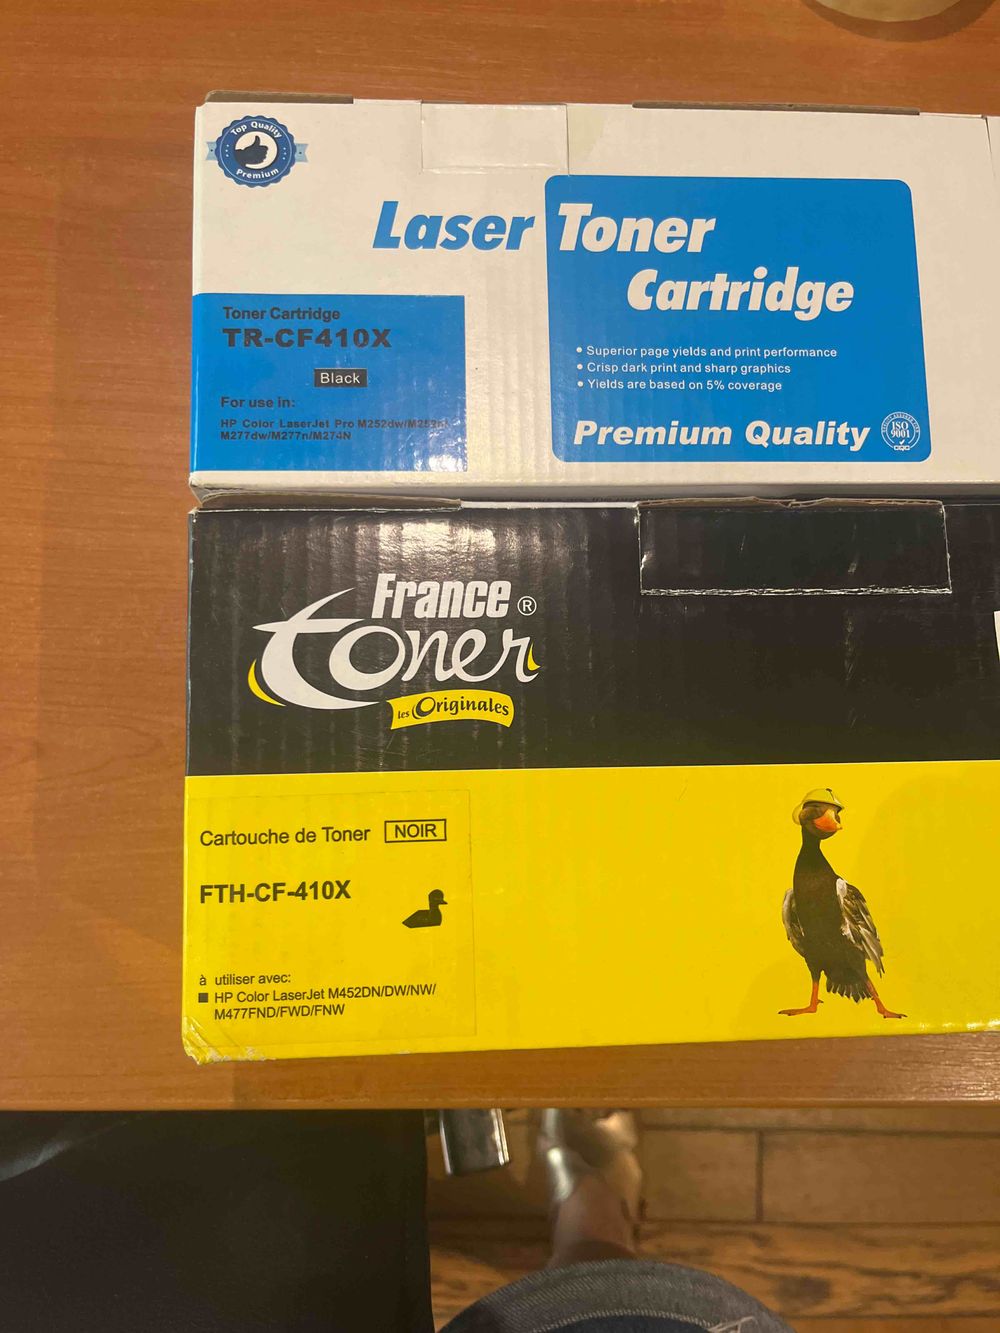 Top Quality
Premium
Laser Toner
Cartridge
Toner Cartridge
TR-CF410X
Black
For use in:
HP Color LaserJet Pro M252dw/M252n/
M277dw/M277n/M274N
• Superior page yields and print performance
• Crisp dark print and sharp graphics
• Yields are based on 5% coverage
Premium Quality
ISO
9001
France ®
Toner
les Originales
Cartouche de Toner NOIR
FTH-CF-410X
à utiliser avec:
■ HP Color LaserJet M452DN/DW/NW/
M477FND/FWD/FNW